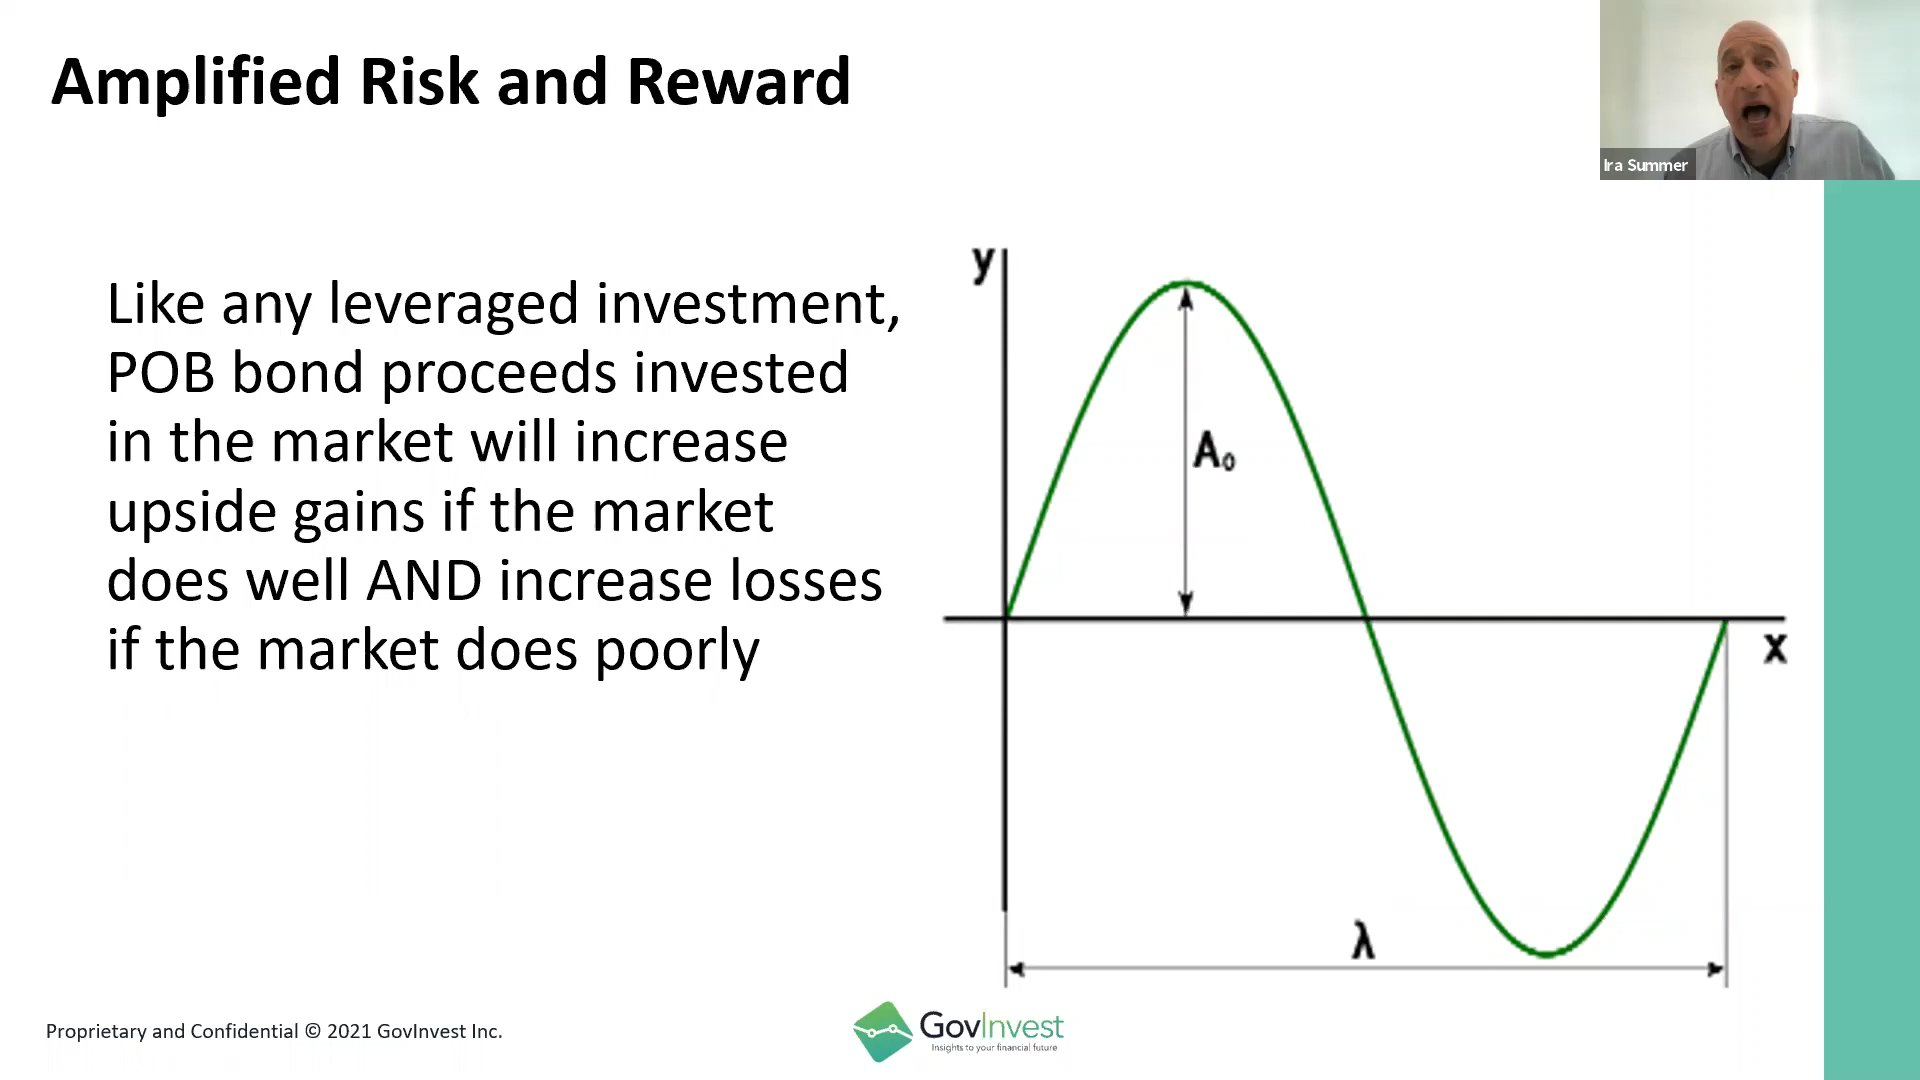 Amplified Risk and Reward
Ira Summer
Like any leveraged investment,
POB bond proceeds invested
in the market will increase
upside gains if the market
does well AND increase losses
if the market does poorly
y
A₀
x
λ
Proprietary and Confidential © 2021 GovInvest Inc.
GovInvest
Insights to your financial future